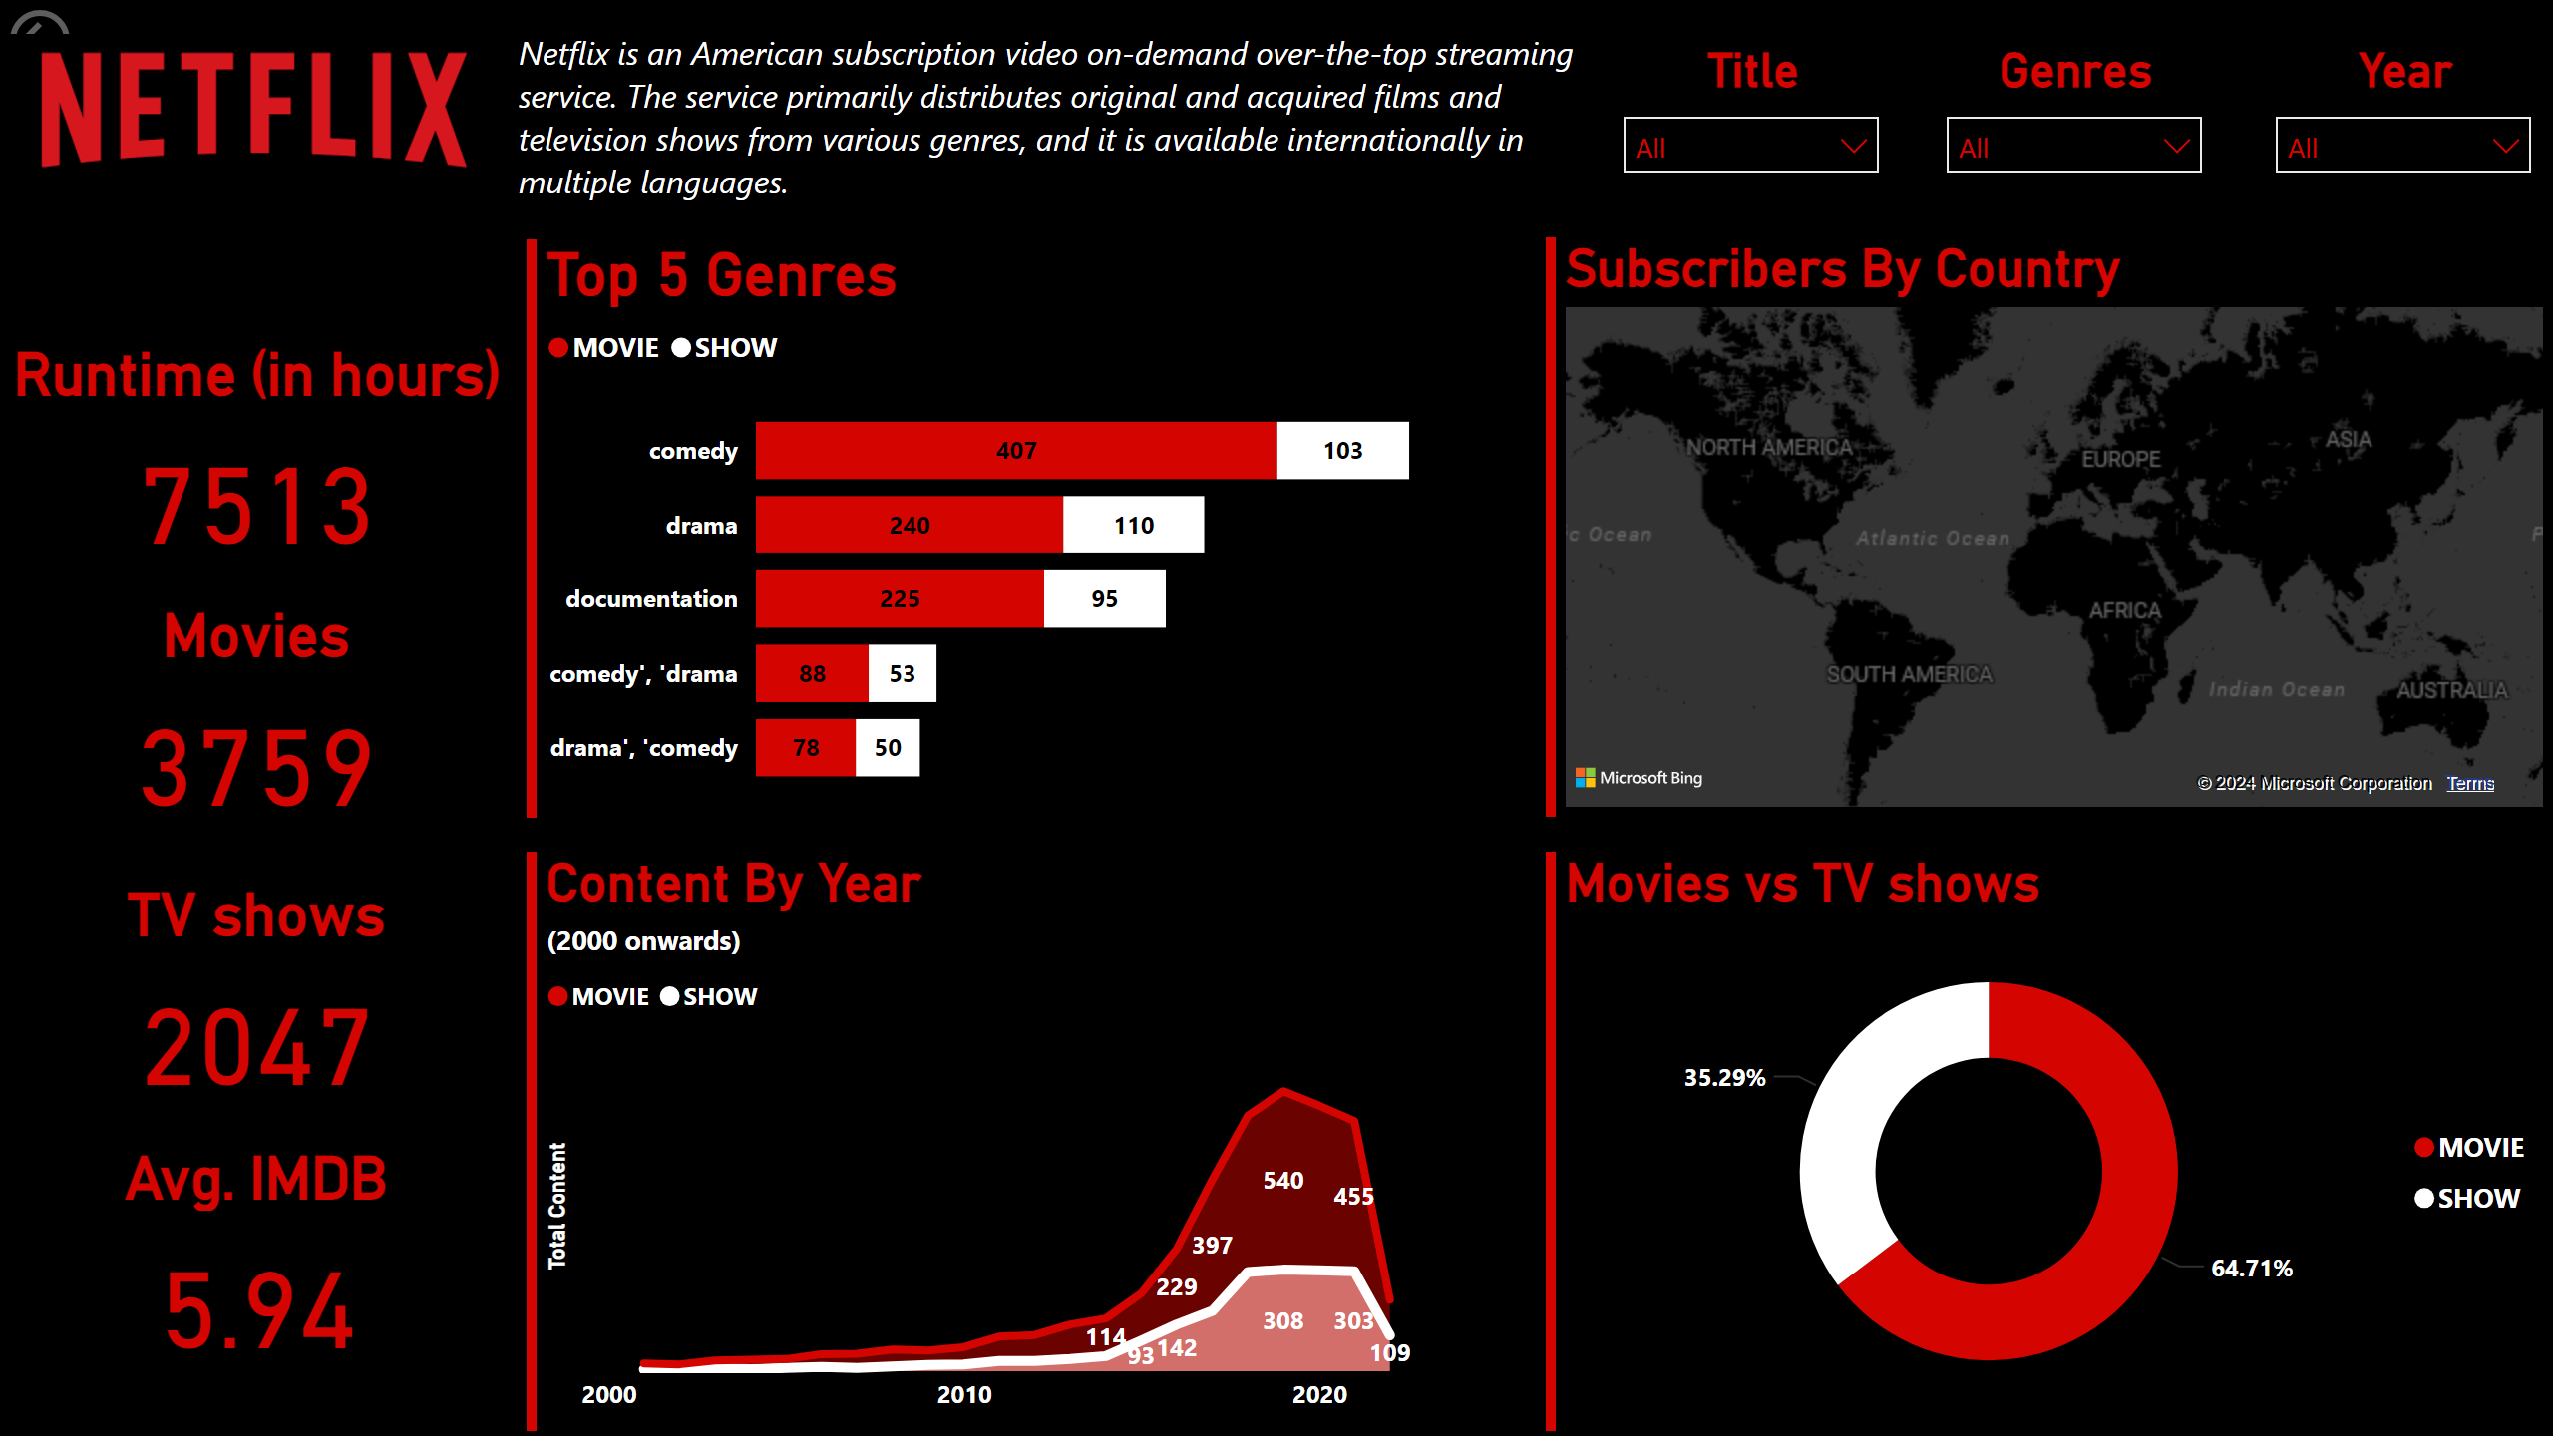 NETFLIX
Netflix is an American subscription video on-demand over-the-top streaming
service. The service primarily distributes original and acquired films and
television shows from various genres, and it is available internationally in
multiple languages.
Title
All
Genres
All
Year
All
Runtime (in hours)
7513
Movies
3759
TV shows
2047
Avg. IMDB
5.94
Top 5 Genres
MOVIE SHOW
comedy 407 103
drama 240 110
documentation 225 95
comedy', 'drama 88 53
drama', 'comedy 78 50
Subscribers By Country
NORTH AMERICA
EUROPE
ASIA
c Ocean
Atlantic Ocean
P
AFRICA
SOUTH AMERICA
Indian Ocean
AUSTRALIA
Microsoft Bing
© 2024 Microsoft Corporation Terms
Content By Year
(2000 onwards)
MOVIE SHOW
Total Content
540
455
397
229
308
303
114
93
142
109
2000 2010 2020
Movies vs TV shows
35.29%
64.71%
MOVIE
SHOW